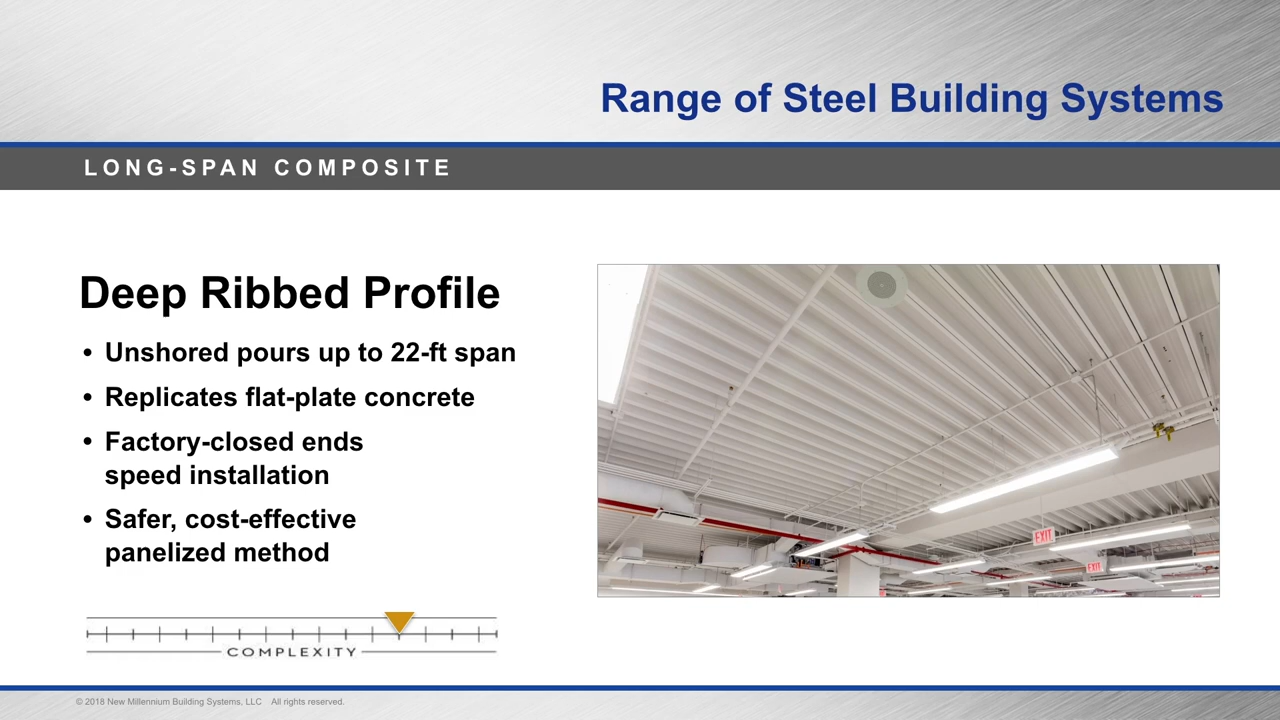 Range of Steel Building Systems
LONG-SPAN COMPOSITE
Deep Ribbed Profile
• Unshored pours up to 22-ft span
• Replicates flat-plate concrete
• Factory-closed ends
speed installation
• Safer, cost-effective
panelized method
EXIT
EXIT
COMPLEXITY
© 2018 New Millennium Building Systems, LLC All rights reserved.